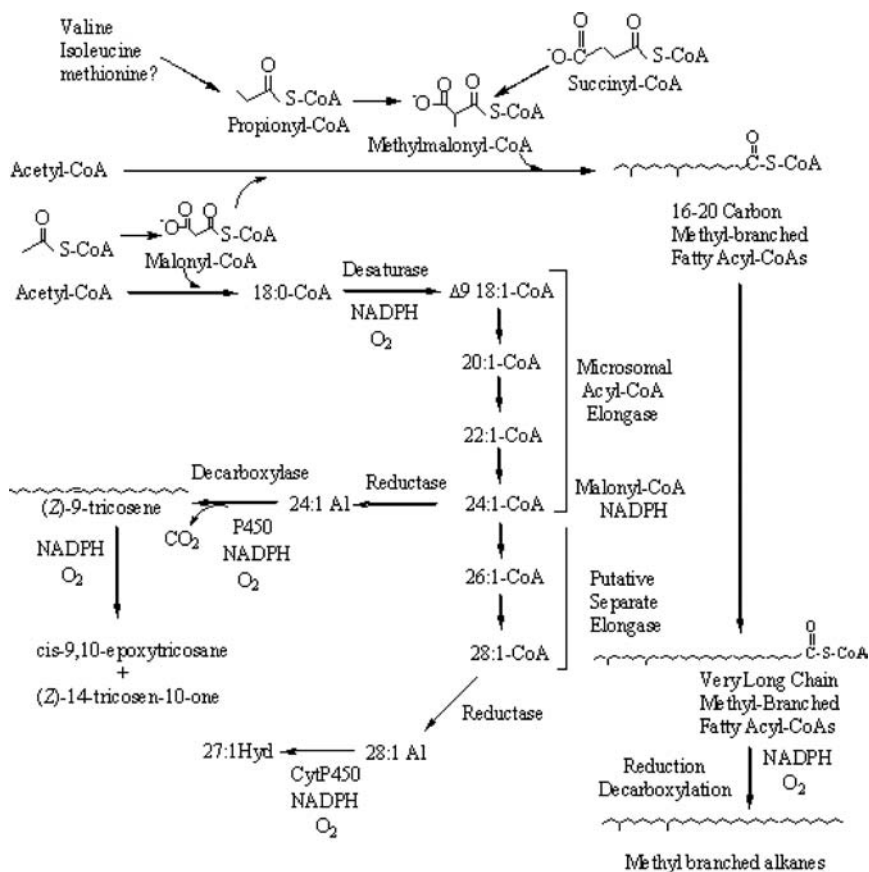 Valine
Isoleucine
methionine?
O
S-CoA
Propionyl-CoA
-O
O
O
S-CoA
Methylmalonyl-CoA
O
-O
O
S-CoA
Succinyl-CoA
Acetyl-CoA
O
C-S-CoA
16-20 Carbon
Methyl-branched
Fatty Acyl-CoAs
O
S-CoA
-O
O
O
S-CoA
Malonyl-CoA
Acetyl-CoA
18:0-CoA
Desaturase
NADPH
O2
Δ9 18:1-CoA
20:1-CoA
22:1-CoA
24:1-CoA
Microsomal
Acyl-CoA
Elongase
Malonyl-CoA
NADPH
Reductase
24:1 Al
Decarboxylase
P450
NADPH
O2
CO2
(Z)-9-tricosene
NADPH
O2
cis-9,10-epoxytricosane
+
(Z)-14-tricosen-10-one
26:1-CoA
28:1-CoA
Putative
Separate
Elongase
Reductase
28:1 Al
CytP450
NADPH
O2
27:1Hyd
O
C-S-CoA
Very Long Chain
Methyl-Branched
Fatty Acyl-CoAs
Reduction
Decarboxylation
NADPH
O2
Methyl branched alkanes